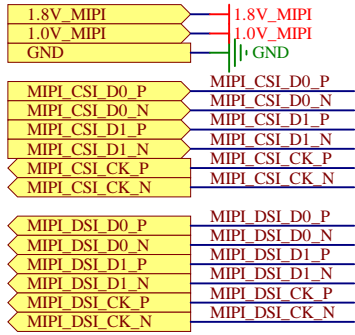 1.8V_MIPI 1.8V_MIPI
1.0V_MIPI 1.0V_MIPI
GND GND
MIPI_CSI_D0_P MIPI_CSI_D0_P
MIPI_CSI_D0_N MIPI_CSI_D0_N
MIPI_CSI_D1_P MIPI_CSI_D1_P
MIPI_CSI_D1_N MIPI_CSI_D1_N
MIPI_CSI_CK_P MIPI_CSI_CK_P
MIPI_CSI_CK_N MIPI_CSI_CK_N
MIPI_DSI_D0_P MIPI_DSI_D0_P
MIPI_DSI_D0_N MIPI_DSI_D0_N
MIPI_DSI_D1_P MIPI_DSI_D1_P
MIPI_DSI_D1_N MIPI_DSI_D1_N
MIPI_DSI_CK_P MIPI_DSI_CK_P
MIPI_DSI_CK_N MIPI_DSI_CK_N